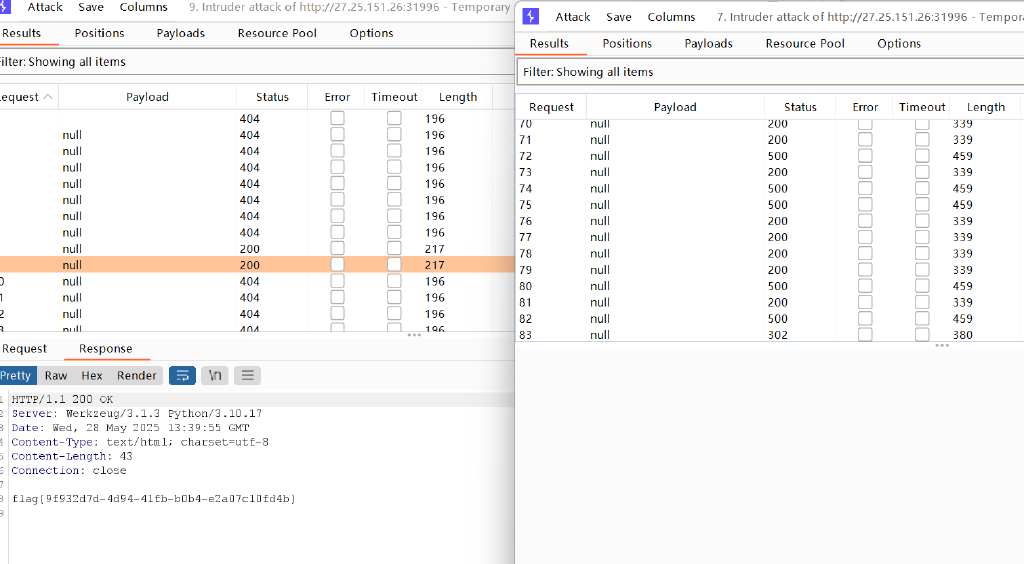 Attack Save Columns 9. Intruder attack of http://27.25.151.26:31996 - Temporary
Results Positions Payloads Resource Pool Options
Filter: Showing all items
Request Payload Status Error Timeout Length
404 196
null 404 196
null 404 196
null 404 196
null 404 196
null 404 196
null 404 196
null 404 196
null 200 217
null 200 217
0 null 404 196
1 null 404 196
2 null 404 196
3 null 404 196
Request Response
Pretty Raw Hex Render \n
1 HTTP/1.1 200 OK
2 Server: Werkzeug/3.1.3 Python/3.10.17
3 Date: Wed, 28 May 2025 13:39:55 GMT
4 Content-Type: text/html; charset=utf-8
5 Content-Length: 43
6 Connection: close
7
8 flag{9f932d7d-4d94-41fb-b0b4-e2a07c10fd4b}
9
Attack Save Columns 7. Intruder attack of http://27.25.151.26:31996 - Tempora
Results Positions Payloads Resource Pool Options
Filter: Showing all items
Request Payload Status Error Timeout Length
70 null 200 339
71 null 200 339
72 null 500 459
73 null 200 339
74 null 500 459
75 null 500 459
76 null 200 339
77 null 200 339
78 null 200 339
79 null 200 339
80 null 500 459
81 null 200 339
82 null 500 459
83 null 302 380